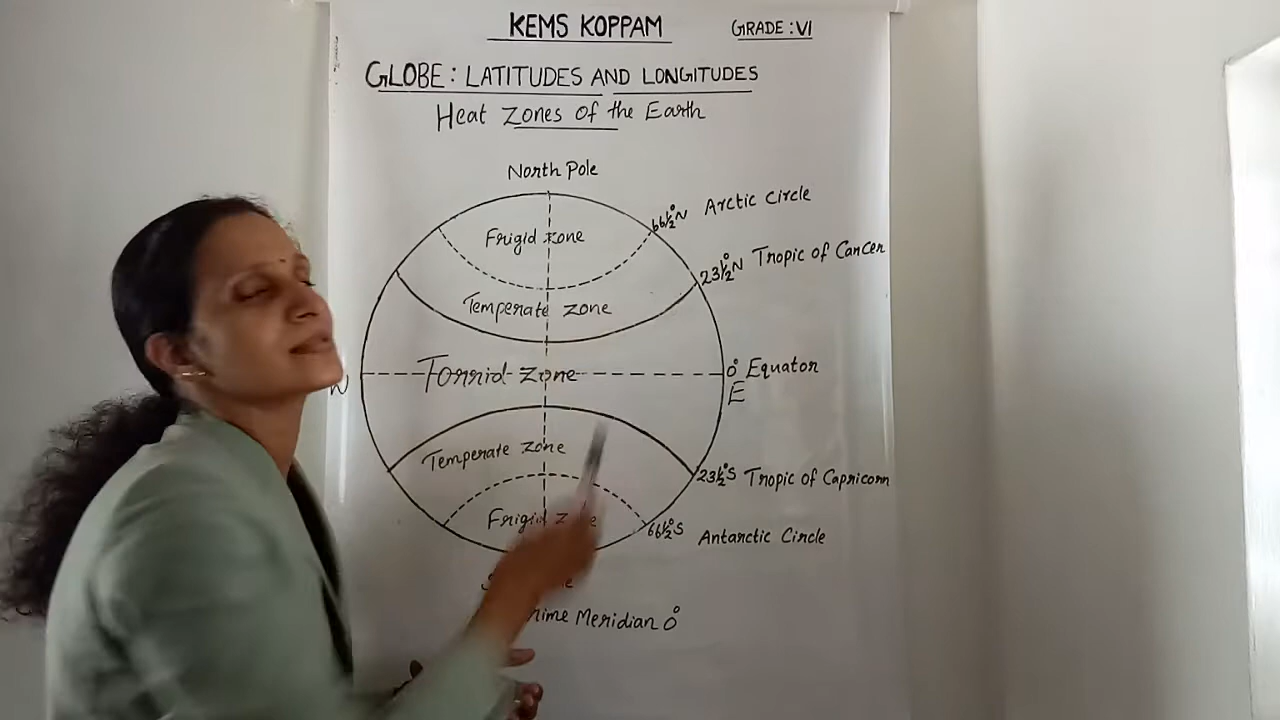 KEMS KOPPAM
GRADE : VI
GLOBE : LATITUDES AND LONGITUDES
Heat Zones of the Earth
North Pole
66½°N Arctic Circle
Frigid zone
23½°N Tropic of Cancer
Temperate zone
Torrid zone
0° Equator
W
E
Temperate zone
23½°S Tropic of Capricorn
Frigid zone
66½°S Antarctic Circle
Meridian 0°